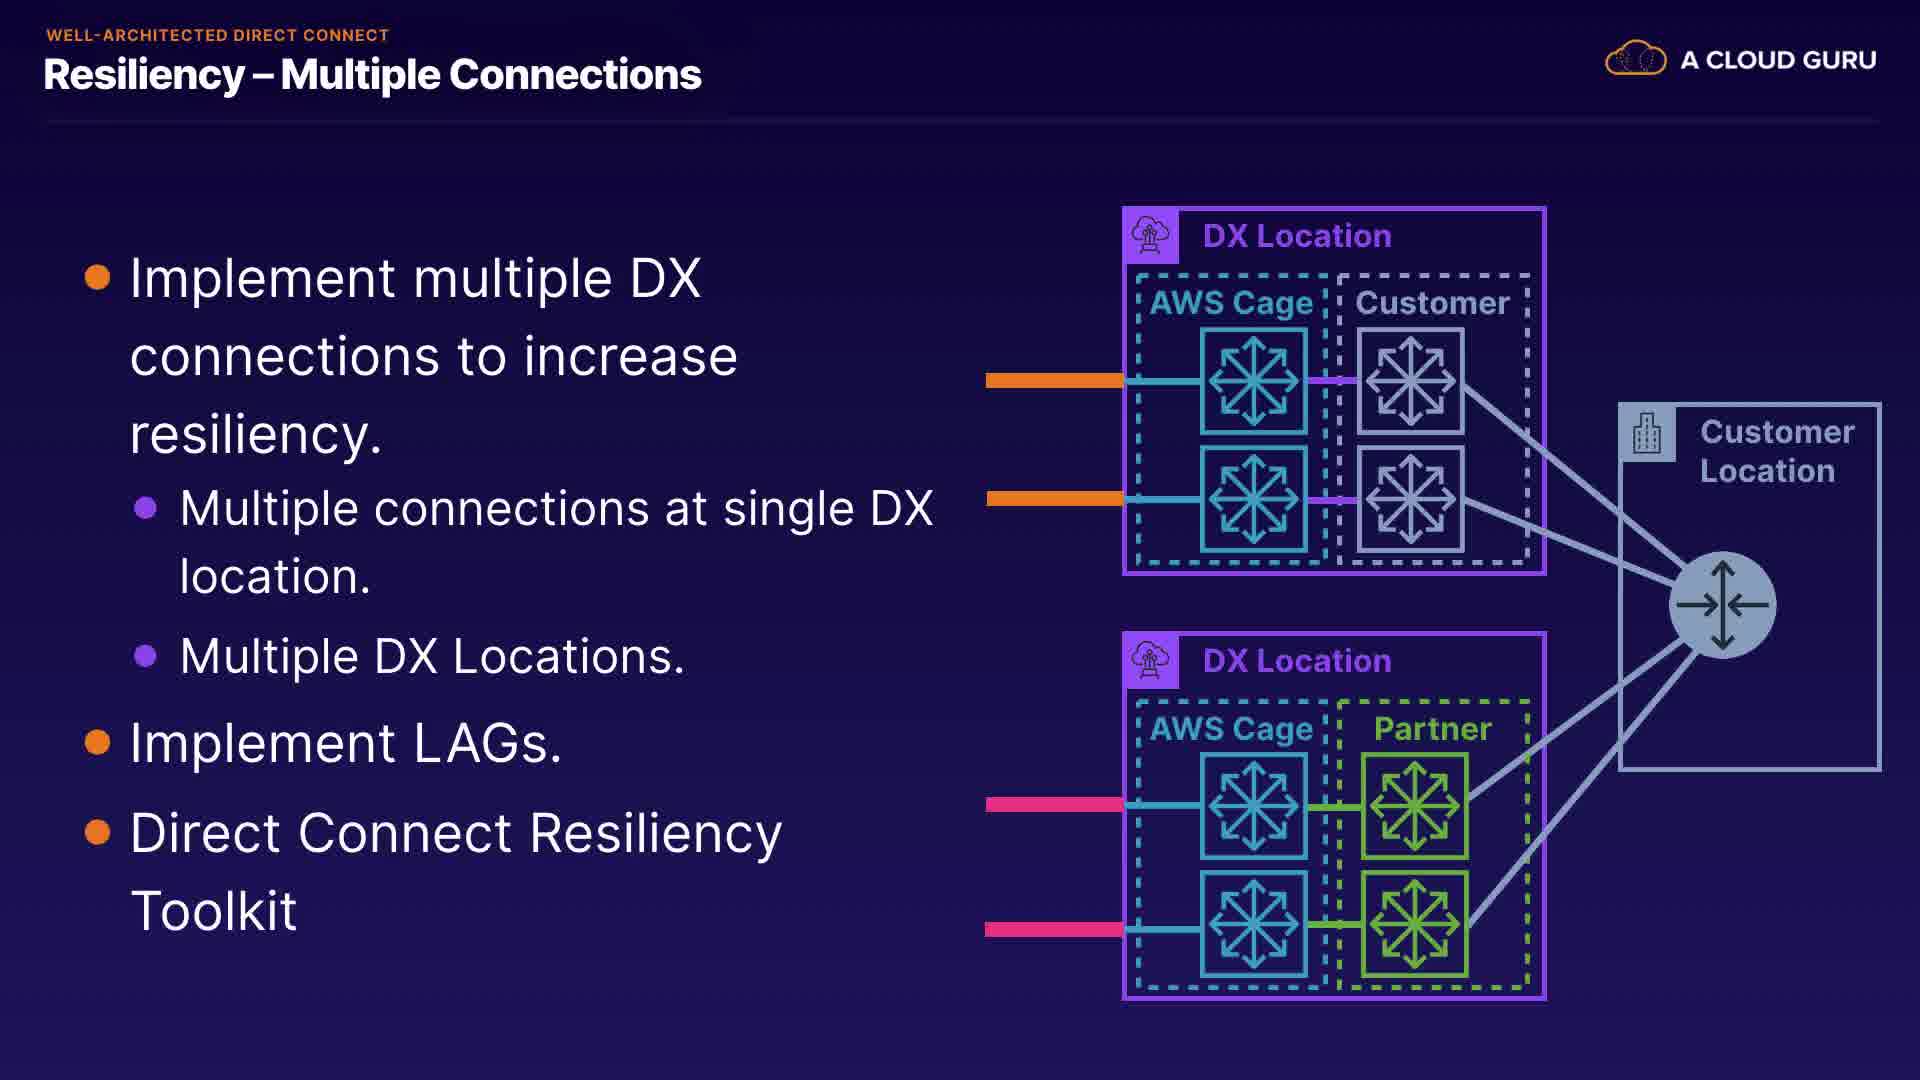 WELL-ARCHITECTED DIRECT CONNECT
Resiliency – Multiple Connections
A CLOUD GURU
Implement multiple DX
connections to increase
resiliency.
Multiple connections at single DX
location.
Multiple DX Locations.
Implement LAGs.
Direct Connect Resiliency
Toolkit
DX Location
AWS Cage
Customer
Customer
Location
DX Location
AWS Cage
Partner